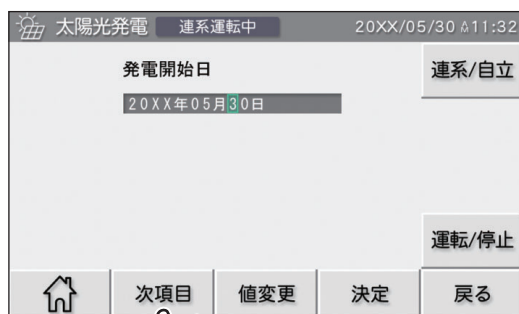 太陽光発電 連系運転中 20XX/05/30 11:32
発電開始日
連系/自立
20XX年05月30日
運転/停止
次項目 値変更 決定 戻る